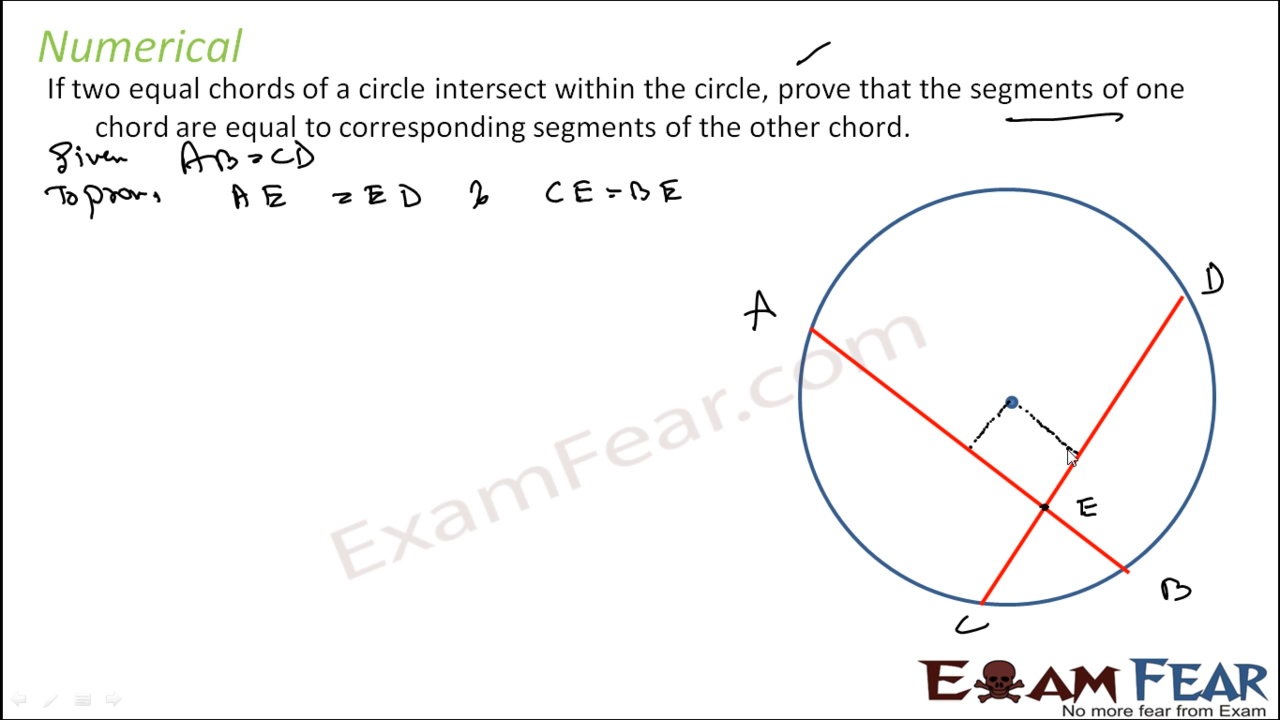 Numerical
If two equal chords of a circle intersect within the circle, prove that the segments of one
chord are equal to corresponding segments of the other chord.
Given AB = CD
To prove, AE = ED & CE = BE
D
A
E
B
C
ExamFear.com
EXAM FEAR
No more fear from Exam